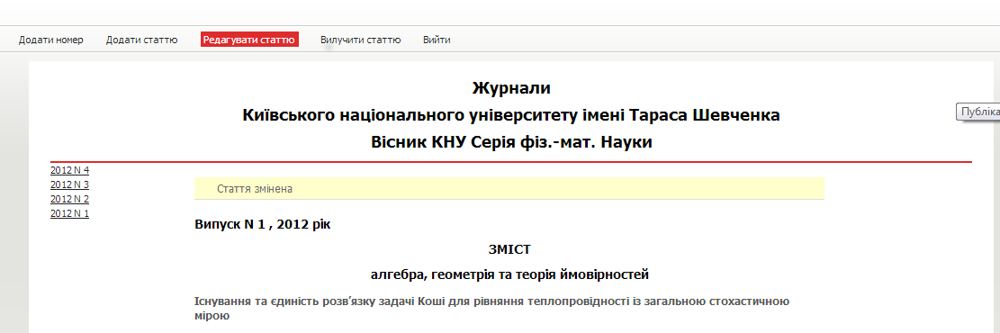 Додати номер Додати статтю Редагувати статтю Вилучити статтю Вийти
Журнали
Київського національного університету імені Тараса Шевченка
Вісник КНУ Серія фіз.-мат. Науки
Публіка
2012 N 4
2012 N 3
2012 N 2
2012 N 1
Стаття змінена
Випуск N 1 , 2012 рік
ЗМІСТ
алгебра, геометрія та теорія ймовірностей
Існування та єдиність розв’язку задачі Коші для рівняння теплопровідності із загальною стохастичною
мірою